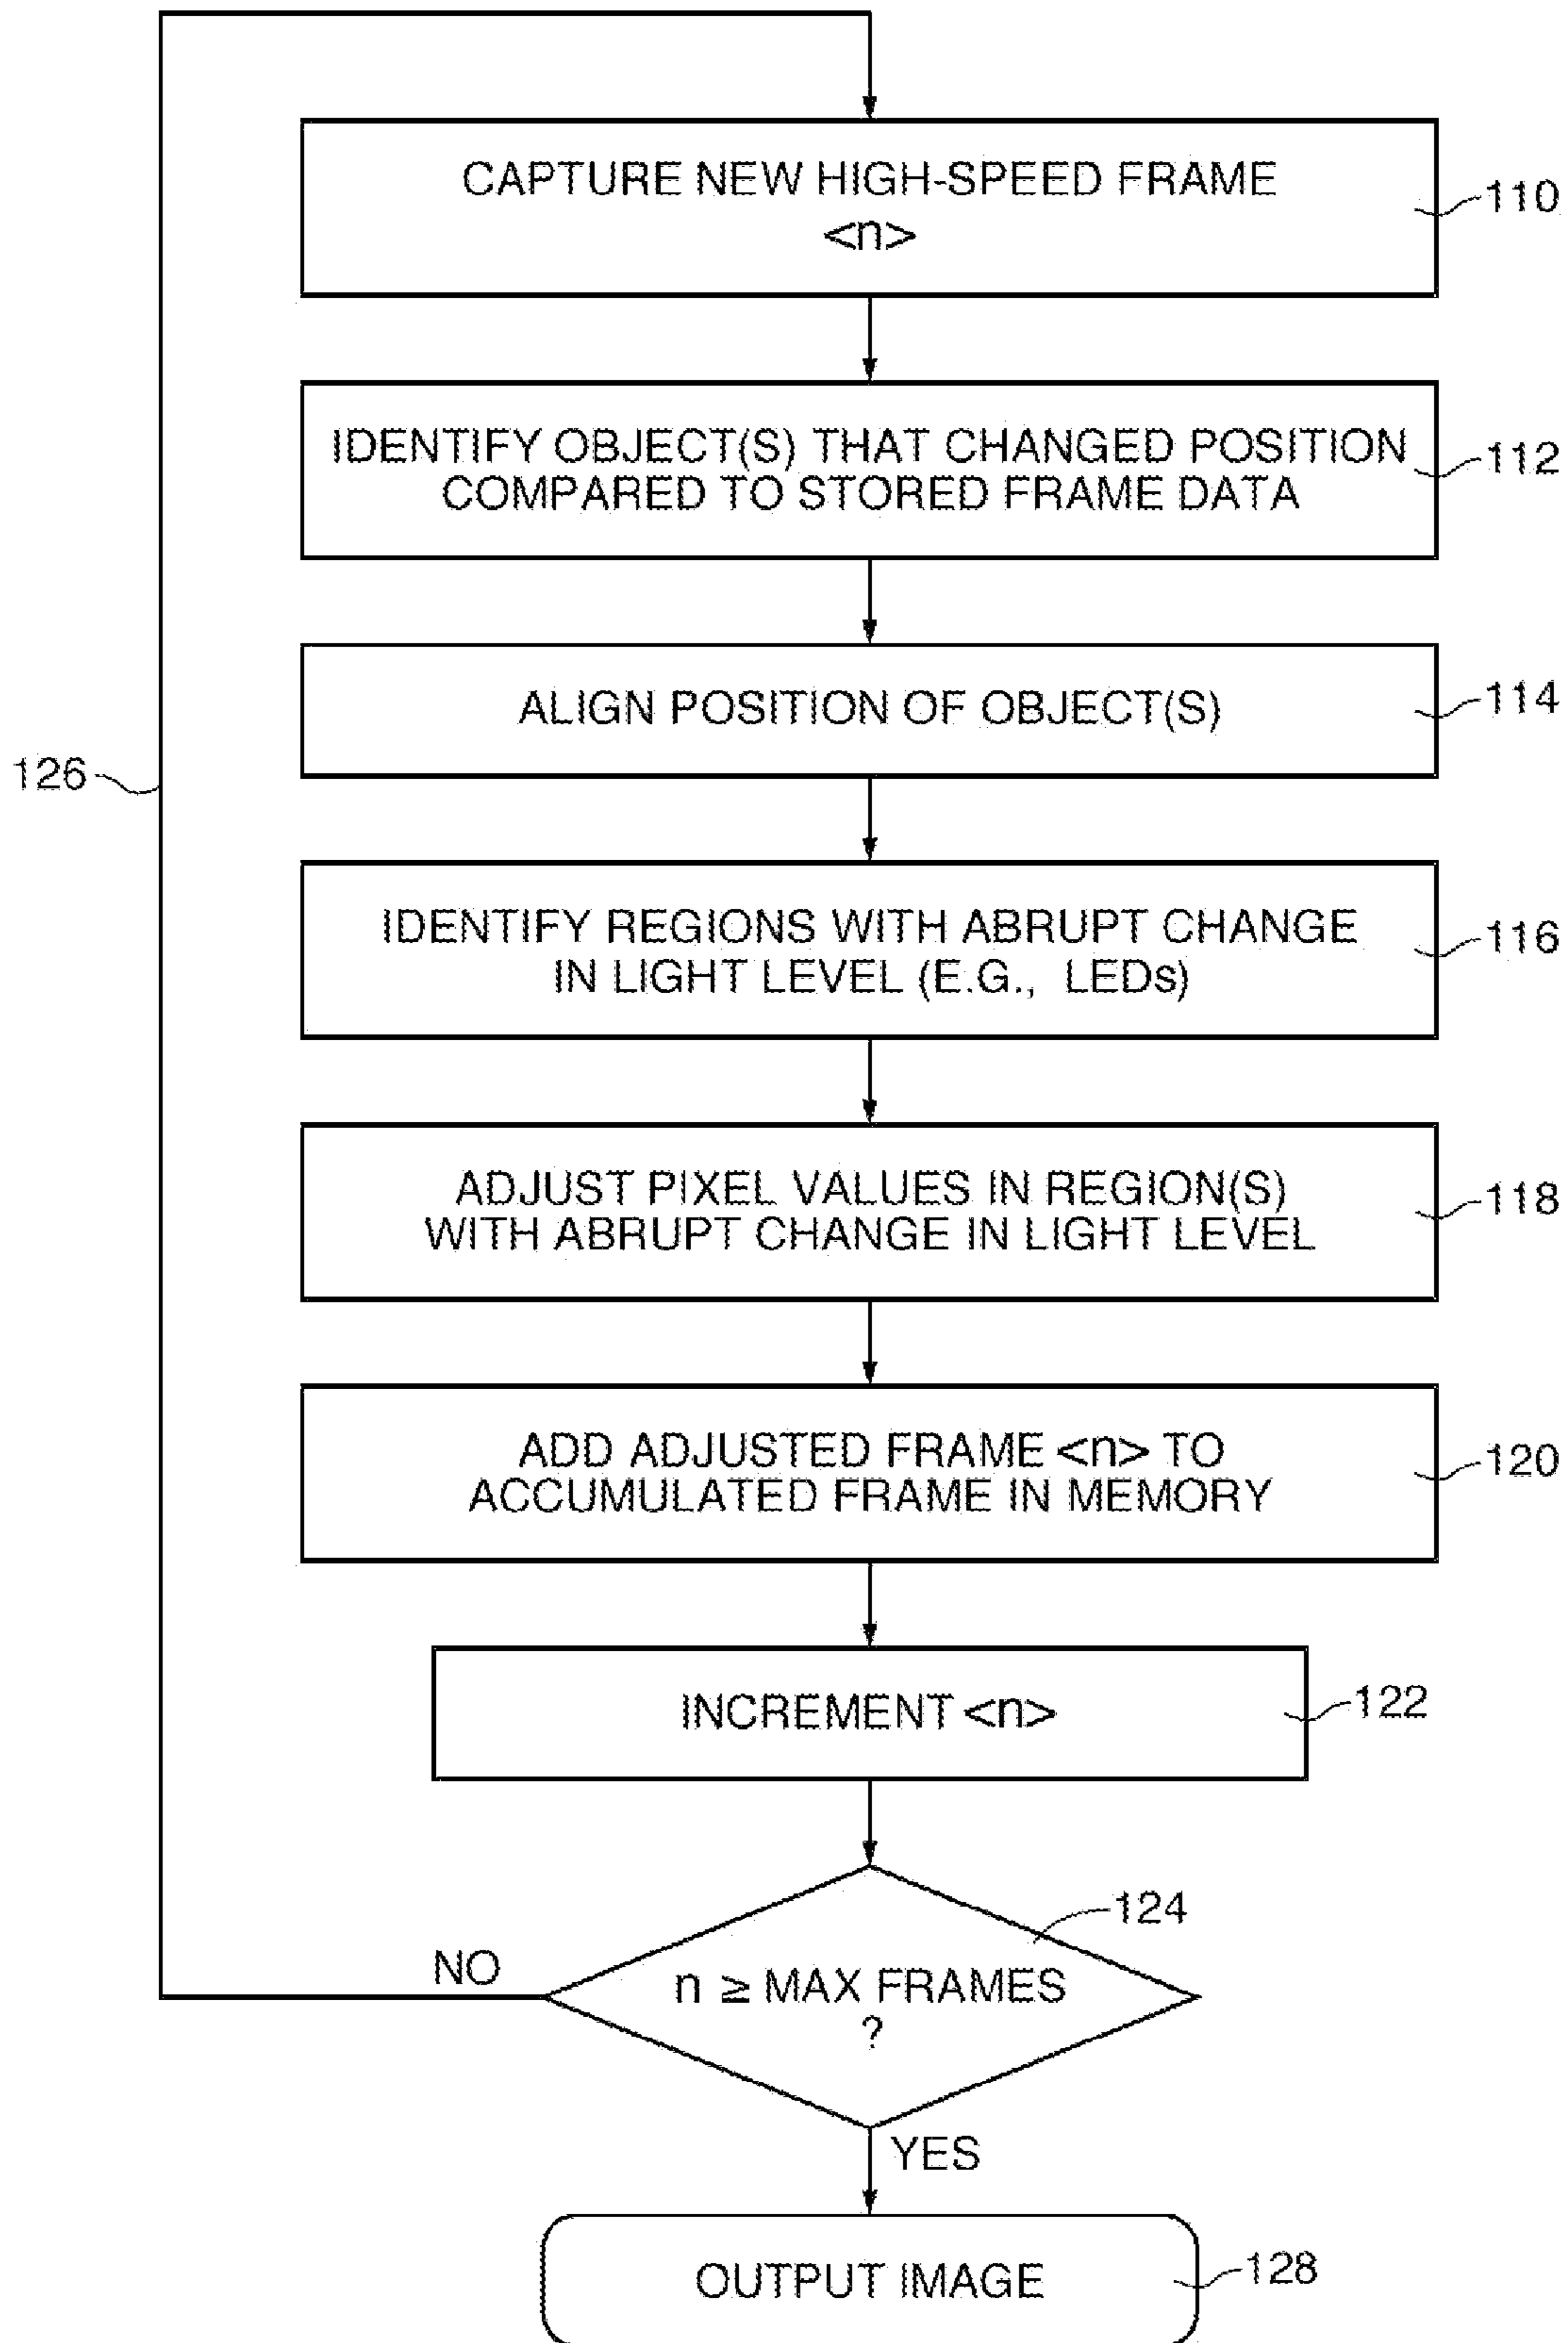 CAPTURE NEW HIGH-SPEED FRAME
<n>
110
IDENTIFY OBJECT(S) THAT CHANGED POSITION
COMPARED TO STORED FRAME DATA
112
ALIGN POSITION OF OBJECT(S)
114
126
IDENTIFY REGIONS WITH ABRUPT CHANGE
IN LIGHT LEVEL (E.G., LEDs)
116
ADJUST PIXEL VALUES IN REGION(S)
WITH ABRUPT CHANGE IN LIGHT LEVEL
118
ADD ADJUSTED FRAME <n> TO
ACCUMULATED FRAME IN MEMORY
120
INCREMENT <n>
122
124
NO
n ≥ MAX FRAMES
?
YES
OUTPUT IMAGE
128